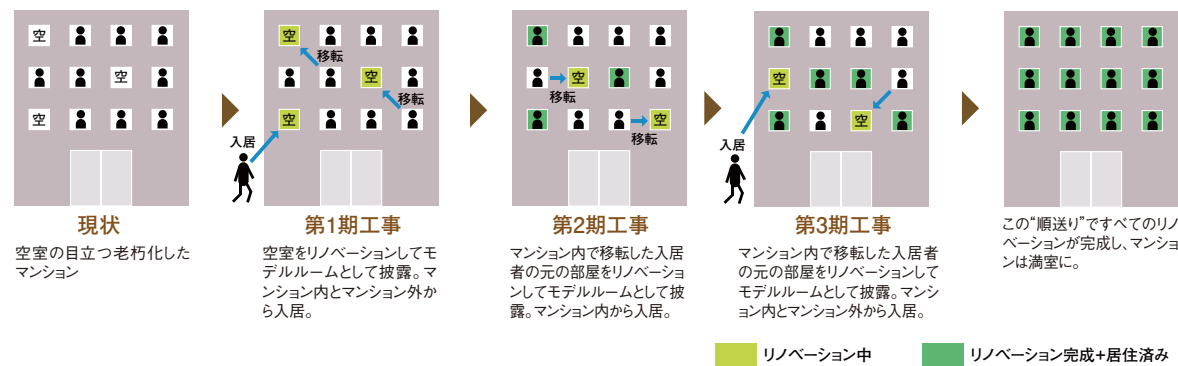 空
空
空
現状
空室の目立つ老朽化した
マンション
空
移転
空
移転
空
入居
第1期工事
空室をリノベーションしてモ
デルルームとして披露。マ
ンション内とマンション外か
ら入居。
空
移転
空
移転
第2期工事
マンション内で移転した入居
者の元の部屋をリノベーショ
ンしてモデルルームとして披
露。マンション内から入居。
空
空
入居
第3期工事
マンション内で移転した入居者
の元の部屋をリノベーションして
モデルルームとして披露。マンシ
ョン内とマンション外から入居。
この“順送り”ですべてのリノ
ベーションが完成し、マンショ
ンは満室に。
リノベーション中
リノベーション完成+居住済み